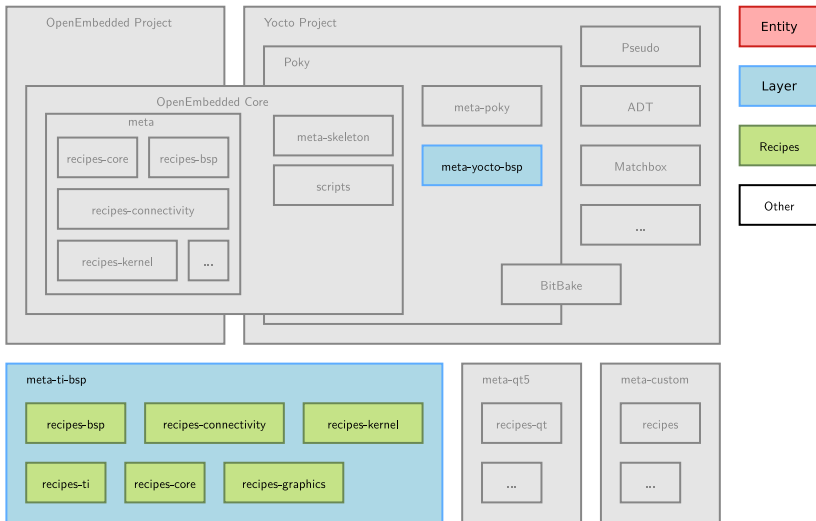 OpenEmbedded Project
Yocto Project
Poky
OpenEmbedded Core
meta
recipes-core
recipes-bsp
recipes-connectivity
recipes-kernel
...
meta-skeleton
scripts
meta-poky
meta-yocto-bsp
Pseudo
ADT
Matchbox
...
BitBake
Entity
Layer
Recipes
Other
meta-ti-bsp
recipes-bsp
recipes-connectivity
recipes-kernel
recipes-ti
recipes-core
recipes-graphics
meta-qt5
recipes-qt
...
meta-custom
recipes
...